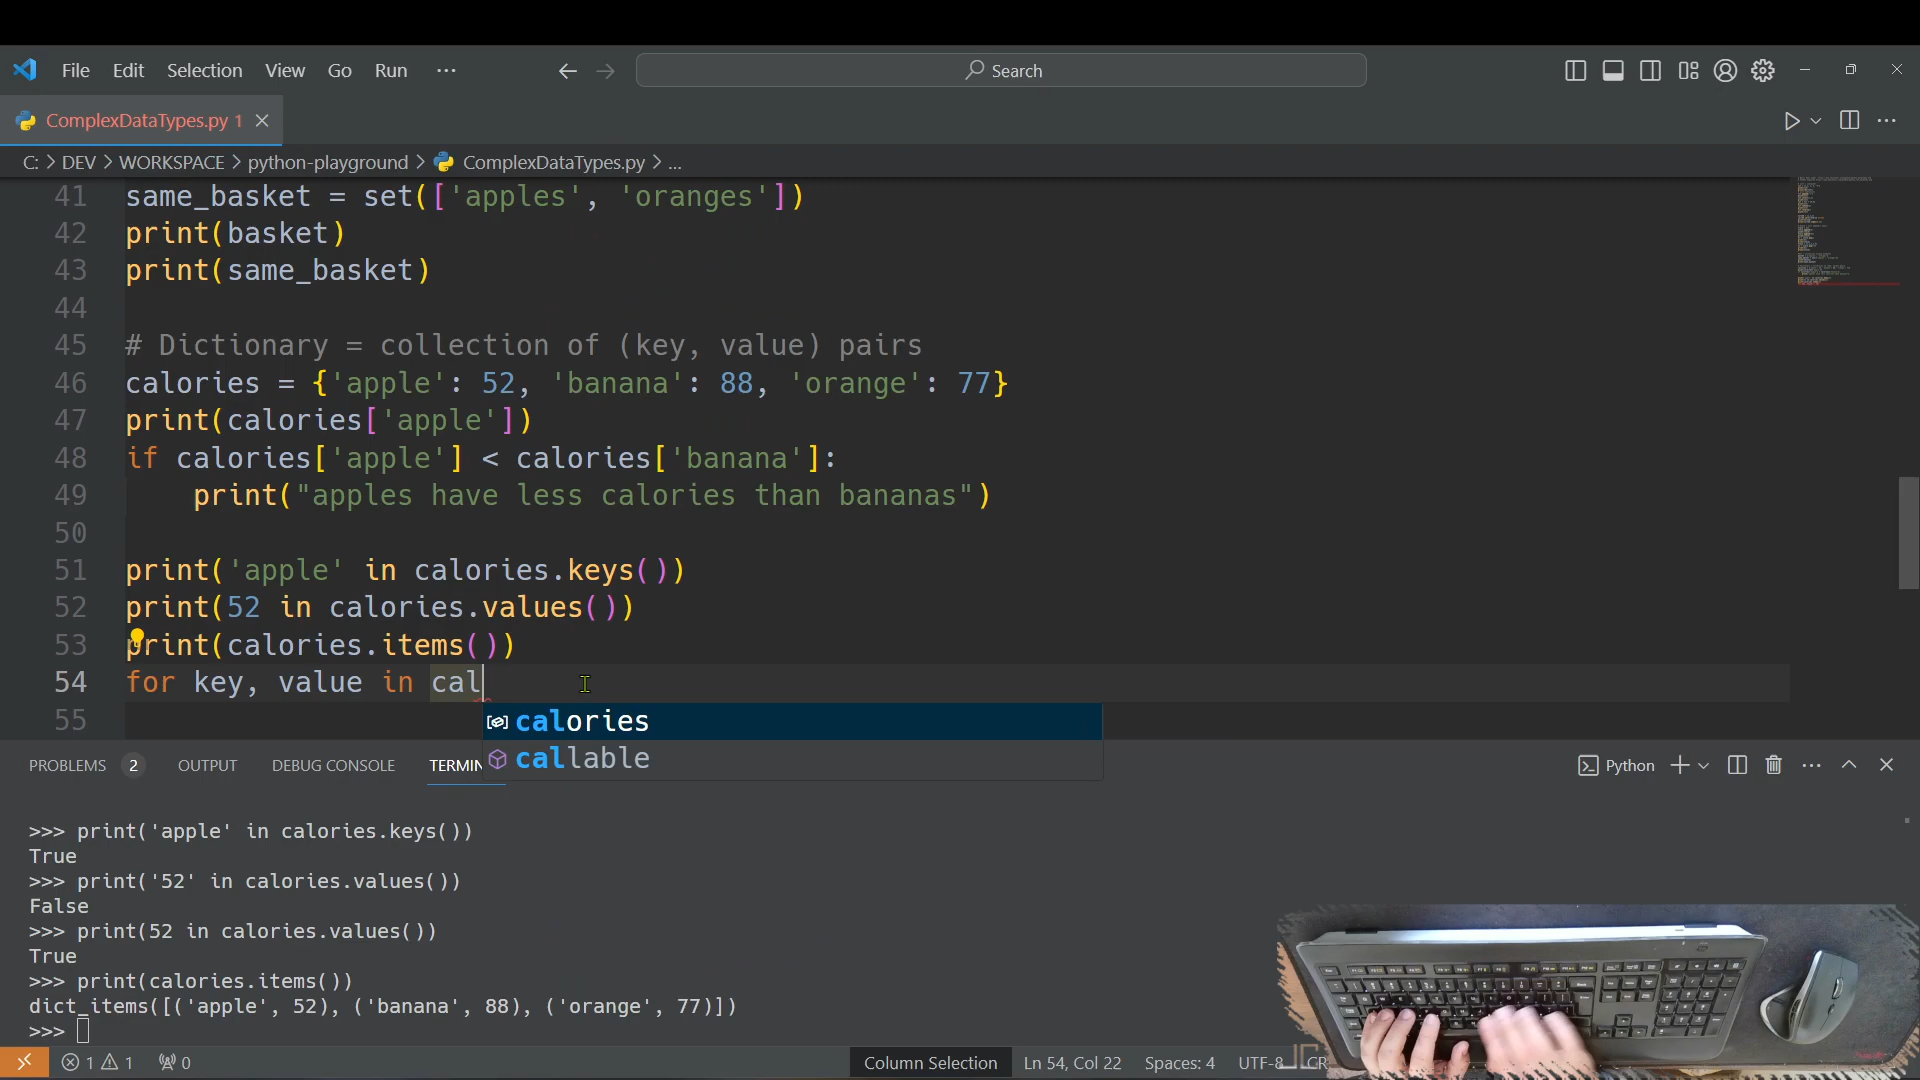 File Edit Selection View Go Run ··· Search
ComplexDataTypes.py 1
C: > DEV > WORKSPACE > python-playground > ComplexDataTypes.py > ...
41 same_basket = set(['apples', 'oranges'])
42 print(basket)
43 print(same_basket)
44
45 # Dictionary = collection of (key, value) pairs
46 calories = {'apple': 52, 'banana': 88, 'orange': 77}
47 print(calories['apple'])
48 if calories['apple'] < calories['banana']:
49 print("apples have less calories than bananas")
50
51 print('apple' in calories.keys())
52 print(52 in calories.values())
53 print(calories.items())
54 for key, value in cal
calories
55
callable
PROBLEMS 2 OUTPUT DEBUG CONSOLE TERMIN Python
>>> print('apple' in calories.keys())
True
>>> print('52' in calories.values())
False
>>> print(52 in calories.values())
True
>>> print(calories.items())
dict_items([('apple', 52), ('banana', 88), ('orange', 77)])
>>>
1 1 0 Column Selection Ln 54, Col 22 Spaces: 4 UTF-8 CR